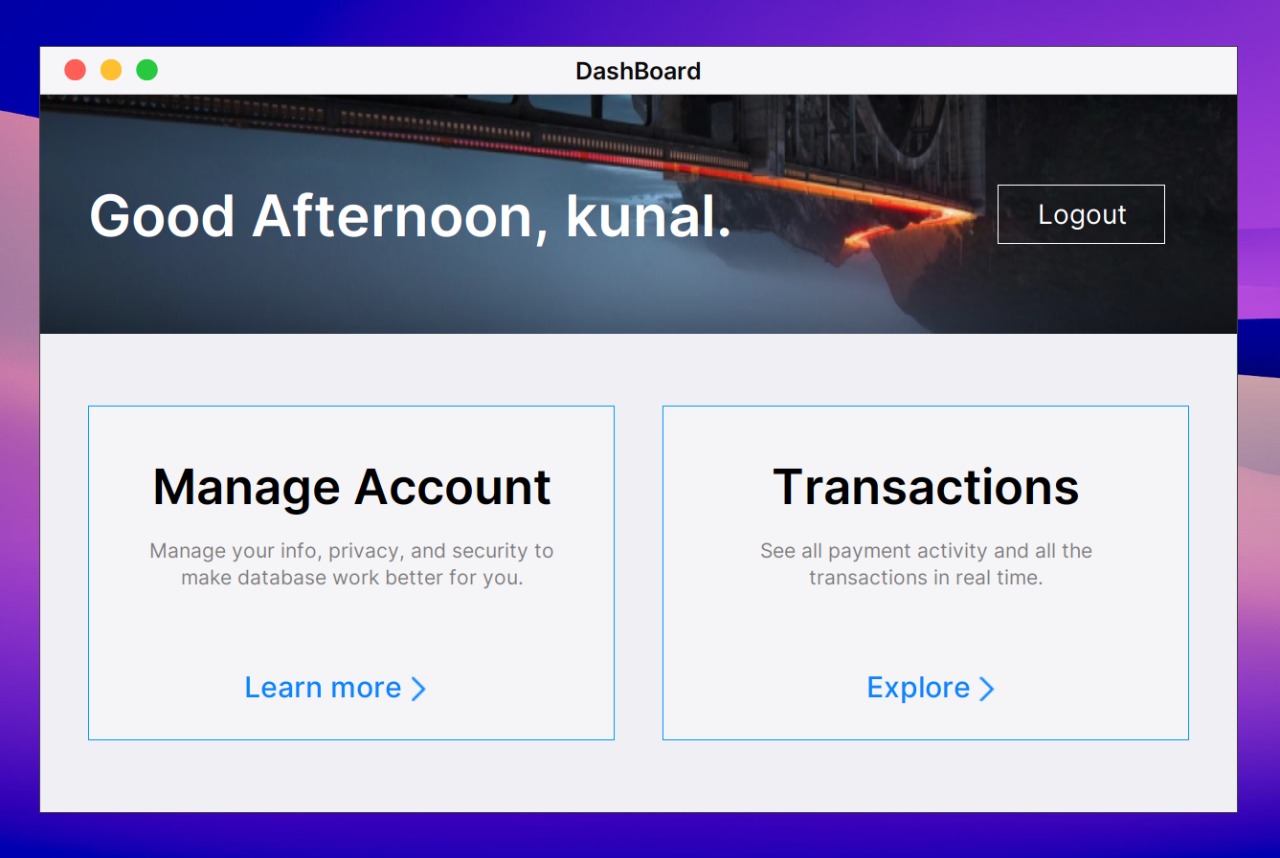 DashBoard
Good Afternoon, kunal.
Logout
Manage Account
Manage your info, privacy, and security to
make database work better for you.
Learn more
Transactions
See all payment activity and all the
transactions in real time.
Explore